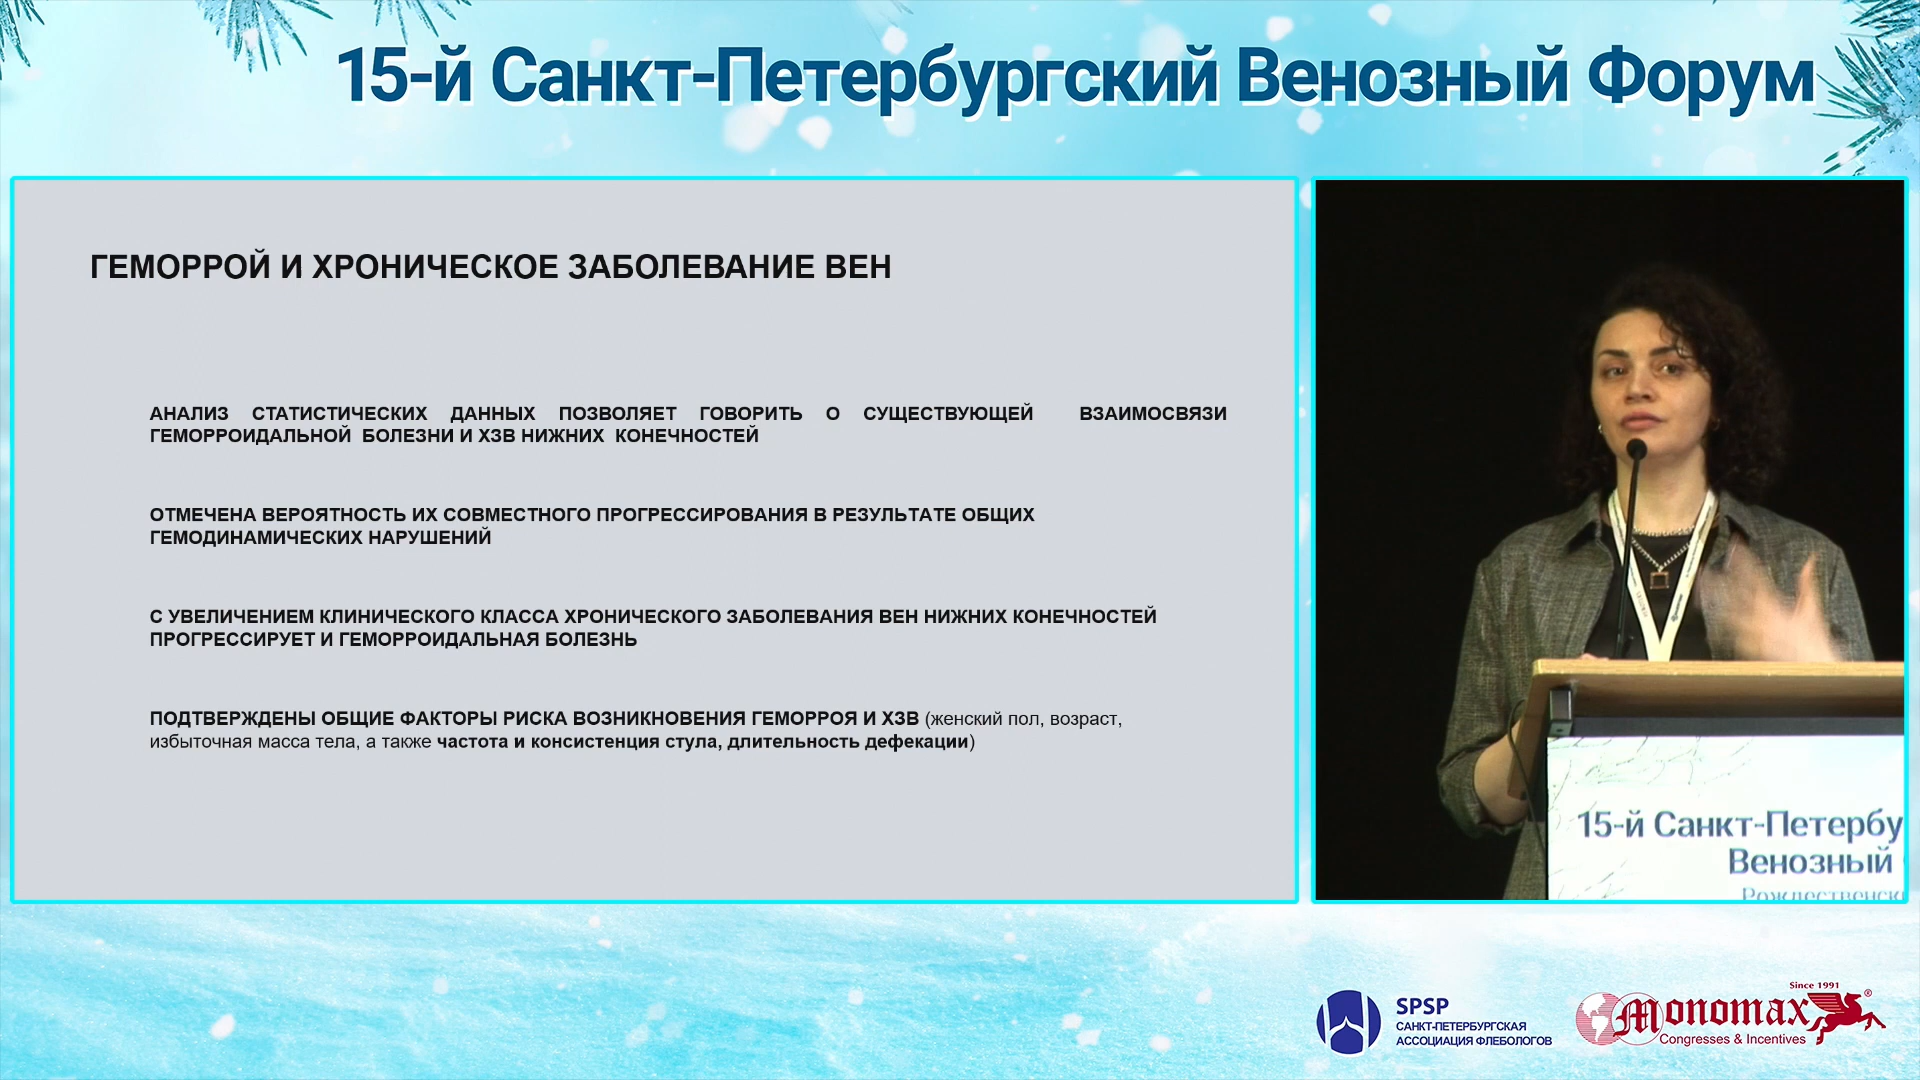 15-й Санкт-Петербургский Венозный Форум
ГЕМОРРОЙ И ХРОНИЧЕСКОЕ ЗАБОЛЕВАНИЕ ВЕН
АНАЛИЗ СТАТИСТИЧЕСКИХ ДАННЫХ ПОЗВОЛЯЕТ ГОВОРИТЬ О СУЩЕСТВУЮЩЕЙ ВЗАИМОСВЯЗИ
ГЕМОРРОИДАЛЬНОЙ БОЛЕЗНИ И ХЗВ НИЖНИХ КОНЕЧНОСТЕЙ
ОТМЕЧЕНА ВЕРОЯТНОСТЬ ИХ СОВМЕСТНОГО ПРОГРЕССИРОВАНИЯ В РЕЗУЛЬТАТЕ ОБЩИХ
ГЕМОДИНАМИЧЕСКИХ НАРУШЕНИЙ
С УВЕЛИЧЕНИЕМ КЛИНИЧЕСКОГО КЛАССА ХРОНИЧЕСКОГО ЗАБОЛЕВАНИЯ ВЕН НИЖНИХ КОНЕЧНОСТЕЙ
ПРОГРЕССИРУЕТ И ГЕМОРРОИДАЛЬНАЯ БОЛЕЗНЬ
ПОДТВЕРЖДЕНЫ ОБЩИЕ ФАКТОРЫ РИСКА ВОЗНИКНОВЕНИЯ ГЕМОРРОЯ И ХЗВ (женский пол, возраст,
избыточная масса тела, а также частота и консистенция стула, длительность дефекации)
15-й Санкт-Петербу
Венозный
Рождественск
SPSP
САНКТ-ПЕТЕРБУРГСКАЯ
АССОЦИАЦИЯ ФЛЕБОЛОГОВ
Since 1991
Monomax®
Congresses & Incentives